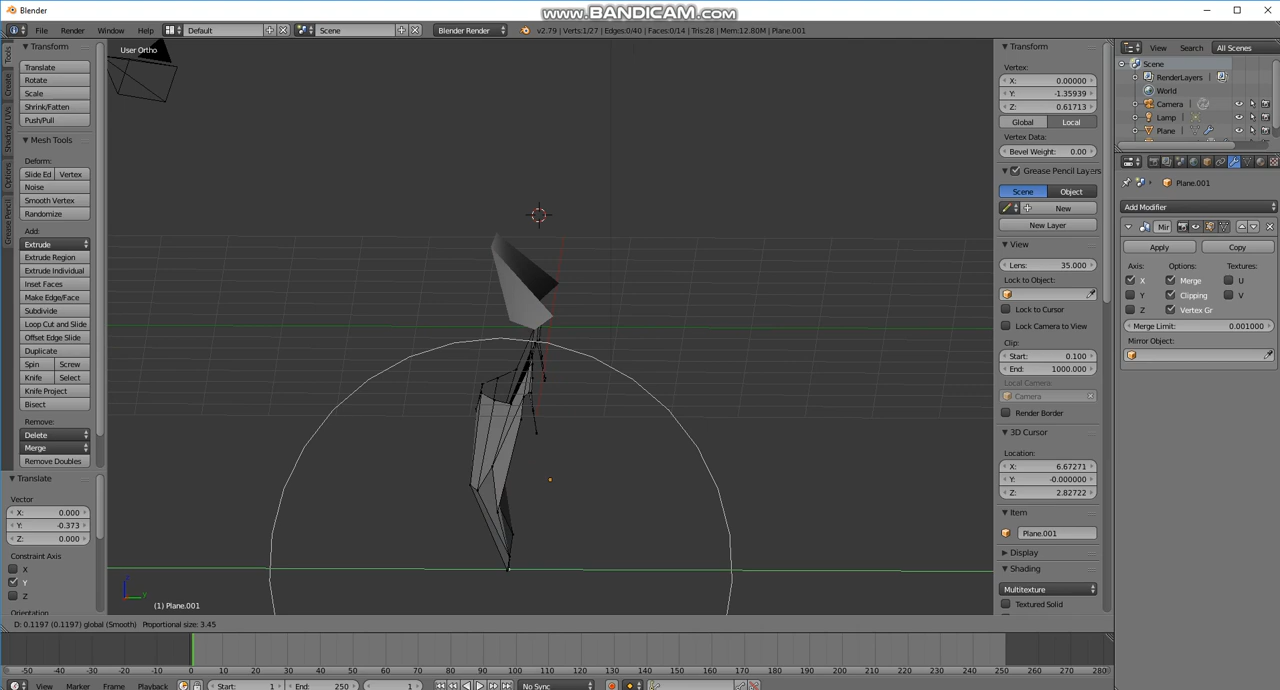 Blender
www.BANDICAM.com
File Render Window Help Default Scene Blender Render v2.79 | Verts:1/27 | Edges:0/40 | Faces:0/14 | Tris:28 | Mem:12.80M | Plane.001
View Search All Scenes
Scene
RenderLayers
World
Camera
Lamp
Plane
Tools
Create
Shading / UVs
Options
Grease Pencil
Transform
Translate
Rotate
Scale
Shrink/Fatten
Push/Pull
Mesh Tools
Deform:
Slide Ed Vertex
Noise
Smooth Vertex
Randomize
Add:
Extrude
Extrude Region
Extrude Individual
Inset Faces
Make Edge/Face
Subdivide
Loop Cut and Slide
Offset Edge Slide
Duplicate
Spin Screw
Knife Select
Knife Project
Bisect
Remove:
Delete
Merge
Remove Doubles
Translate
Vector
X: 0.000
Y: -0.373
Z: 0.000
Constraint Axis
X
Y
Z
Orientation
User Ortho
(1) Plane.001
D: 0.1197 (0.1197) global (Smooth) Proportional size: 3.45
Transform
Vertex:
X: 0.00000
Y: -1.35939
Z: 0.61713
Global Local
Vertex Data:
Bevel Weight: 0.00
Grease Pencil Layers
Scene Object
New
New Layer
View
Lens: 35.000
Lock to Object:
Lock to Cursor
Lock Camera to View
Clip:
Start: 0.100
End: 1000.000
Local Camera:
Camera
Render Border
3D Cursor
Location:
X: 6.67271
Y: -0.000000
Z: 2.82722
Item
Plane.001
Display
Shading
Multitexture
Textured Solid
Plane.001
Add Modifier
Mir
Apply Copy
Axis: Options: Textures:
X Merge U
Y Clipping V
Z Vertex Gr
Merge Limit: 0.001000
Mirror Object:
-50 -40 -30 -20 -10 0 10 20 30 40 50 60 70 80 90 100 110 120 130 140 150 160 170 180 190 200 210 220 230 240 250 260 270 280
View Marker Frame Playback Start: 1 End: 250 1 No Sync